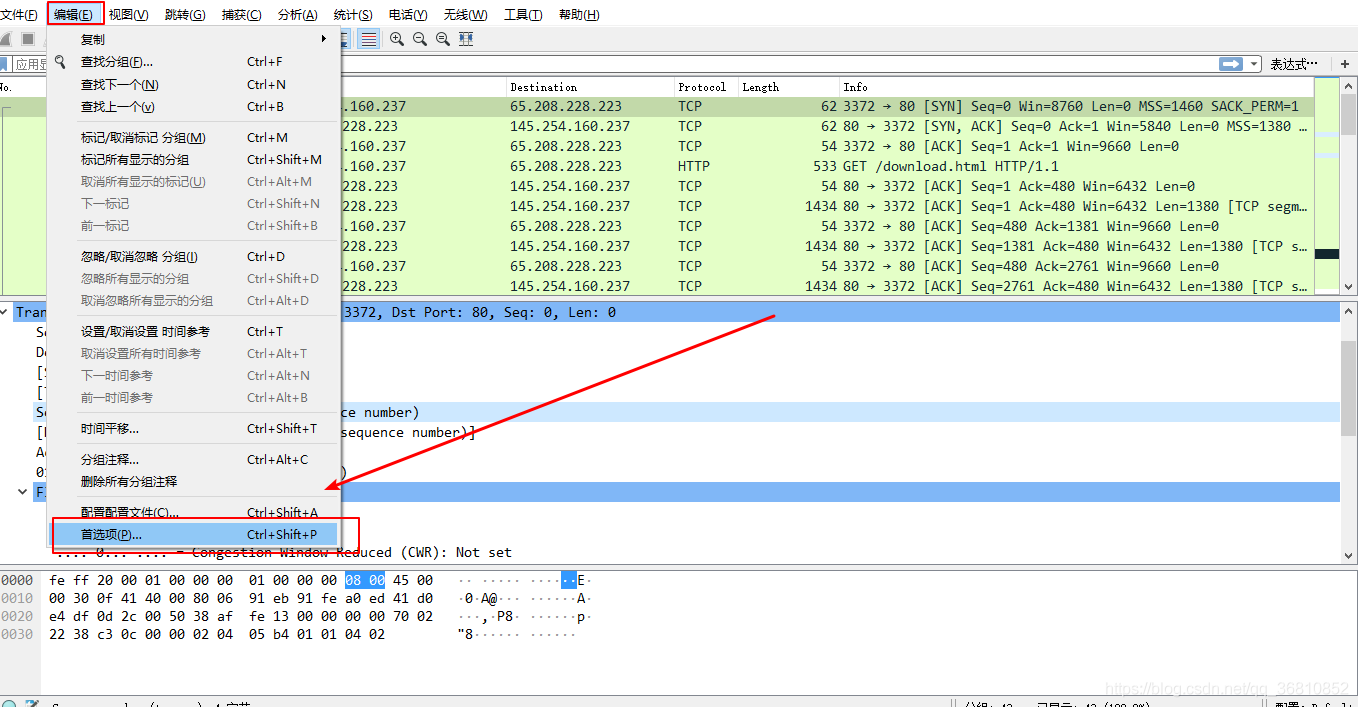 文件(F) 编辑(E) 视图(V) 跳转(G) 捕获(C) 分析(A) 统计(S) 电话(Y) 无线(W) 工具(T) 帮助(H)
复制
应用显 查找分组(F)... Ctrl+F 表达式… +
查找下一个(N) Ctrl+N
No. Destination Protocol Length Info
查找上一个(v) Ctrl+B
.160.237 65.208.228.223 TCP 62 3372 → 80 [SYN] Seq=0 Win=8760 Len=0 MSS=1460 SACK_PERM=1
228.223 145.254.160.237 TCP 62 80 → 3372 [SYN, ACK] Seq=0 Ack=1 Win=5840 Len=0 MSS=1380 …
标记/取消标记 分组(M) Ctrl+M
.160.237 65.208.228.223 TCP 54 3372 → 80 [ACK] Seq=1 Ack=1 Win=9660 Len=0
标记所有显示的分组 Ctrl+Shift+M
.160.237 65.208.228.223 HTTP 533 GET /download.html HTTP/1.1
取消所有显示的标记(U) Ctrl+Alt+M
228.223 145.254.160.237 TCP 54 80 → 3372 [ACK] Seq=1 Ack=480 Win=6432 Len=0
下一标记 Ctrl+Shift+N
228.223 145.254.160.237 TCP 1434 80 → 3372 [ACK] Seq=1 Ack=480 Win=6432 Len=1380 [TCP segm…
前一标记 Ctrl+Shift+B
.160.237 65.208.228.223 TCP 54 3372 → 80 [ACK] Seq=480 Ack=1381 Win=9660 Len=0
228.223 145.254.160.237 TCP 1434 80 → 3372 [ACK] Seq=1381 Ack=480 Win=6432 Len=1380 [TCP s…
忽略/取消忽略 分组(I) Ctrl+D
.160.237 65.208.228.223 TCP 54 3372 → 80 [ACK] Seq=480 Ack=2761 Win=9660 Len=0
忽略所有显示的分组 Ctrl+Shift+D
228.223 145.254.160.237 TCP 1434 80 → 3372 [ACK] Seq=2761 Ack=480 Win=6432 Len=1380 [TCP s…
取消忽略所有显示的分组 Ctrl+Alt+D
Tran 3372, Dst Port: 80, Seq: 0, Len: 0
设置/取消设置 时间参考 Ctrl+T
取消设置所有时间参考 Ctrl+Alt+T
下一时间参考 Ctrl+Alt+N
前一时间参考 Ctrl+Alt+B
ce number)
时间平移... Ctrl+Shift+T
sequence number)]
分组注释... Ctrl+Alt+C
删除所有分组注释
配置配置文件(C)... Ctrl+Shift+A
首选项(P)... Ctrl+Shift+P
.... 0... .... = Congestion Window Reduced (CWR): Not set
0000 fe ff 20 00 01 00 00 00 01 00 00 00 08 00 45 00 ·· ····· ······E·
0010 00 30 0f 41 40 00 80 06 91 eb 91 fe a0 ed 41 d0 ·0·A@··· ······A·
0020 e4 df 0d 2c 00 50 38 af fe 13 00 00 00 00 70 02 ···,·P8· ······p·
0030 22 38 c3 0c 00 00 02 04 05 b4 01 01 04 02 "8······ ······
https://blog.csdn.net/qq_36810852